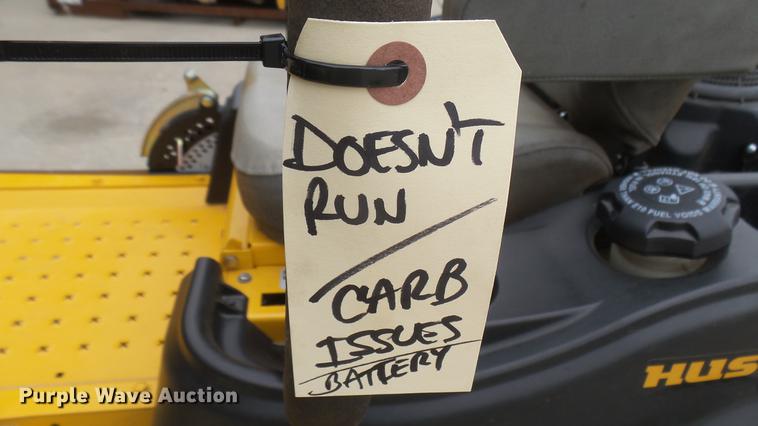 DOESN'T
RUN
CARB
ISSUES
BATTERY
HUS
Purple Wave Auction